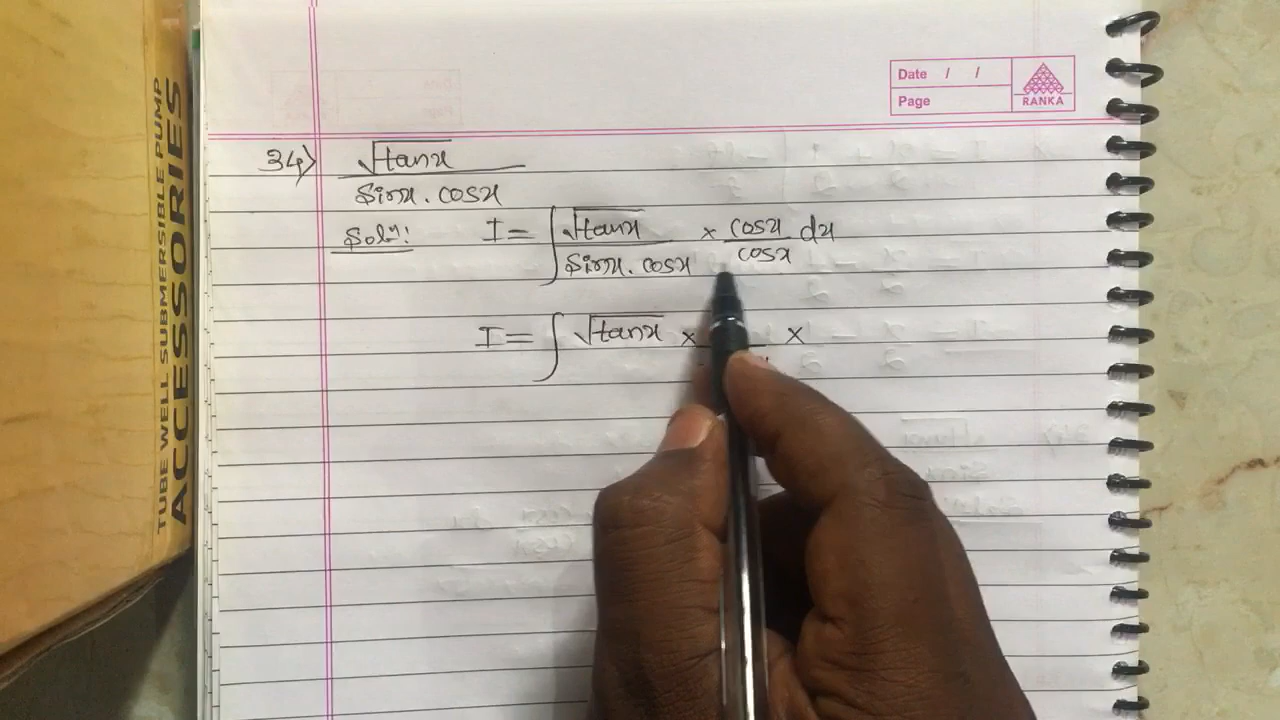 Date / /
Page
RANKA
34) √tanx
sinx. cosx
Solⁿ: I = ∫ √tanx × cosx dx
sinx. cosx cosx
I = ∫ √tanx × ×
TUBE WELL SUBMERSIBLE PUMP
ACCESSORIES